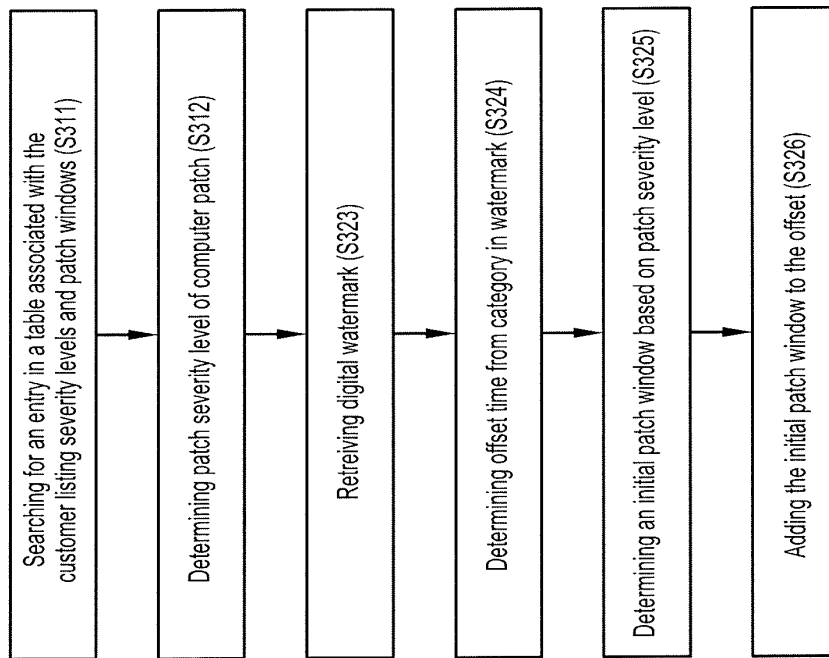 Searching for an entry in a table associated with the
customer listing severity levels and patch windows (S311)
Determining patch severity level of computer patch (S312)
Retreiving digital watermark (S323)
Determining offset time from category in watermark (S324)
Determining an initial patch window based on patch severity level (S325)
Adding the initial patch window to the offset (S326)